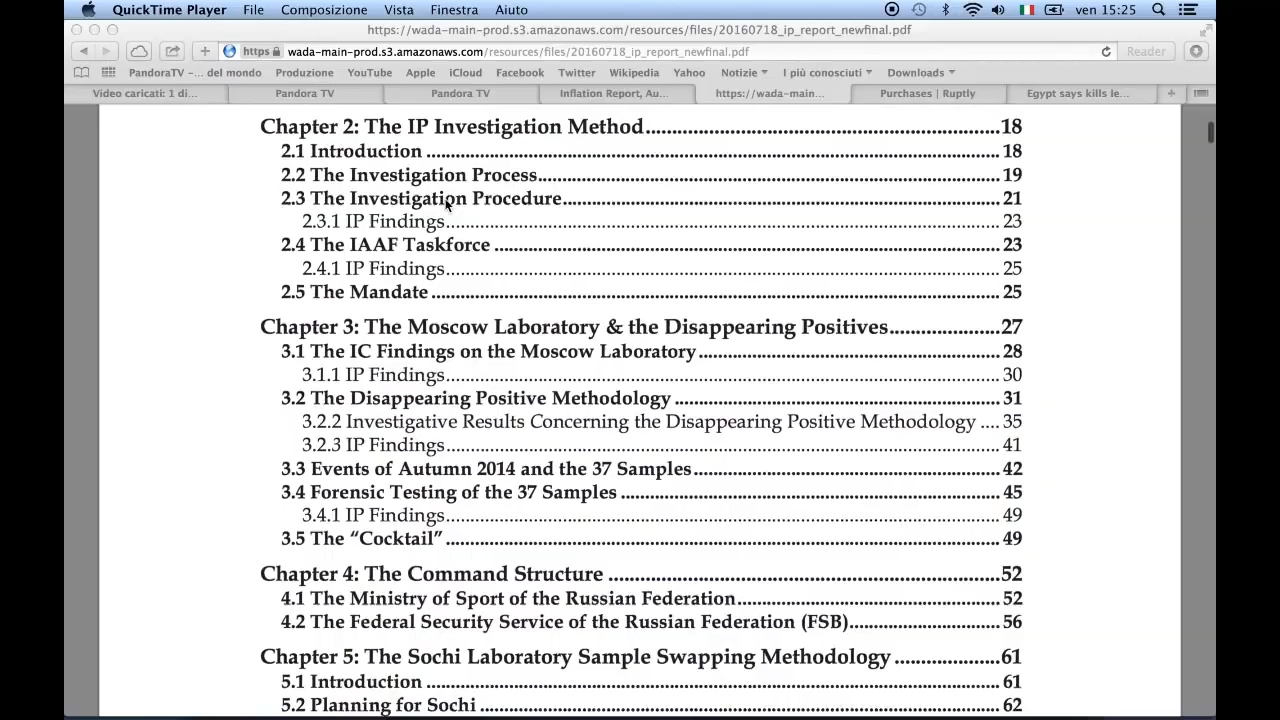 QuickTime Player File Composizione Vista Finestra Aiuto ven 15:25
https://wada-main-prod.s3.amazonaws.com/resources/files/20160718_ip_report_newfinal.pdf
https wada-main-prod.s3.amazonaws.com/resources/files/20160718_ip_report_newfinal.pdf Reader
PandoraTV -... del mondo Produzione YouTube Apple iCloud Facebook Twitter Wikipedia Yahoo Notizie I più conosciuti Downloads
Video caricati: 1 di... Pandora TV Pandora TV Inflation Report, Au... https://wada-main... Purchases | Ruptly Egypt says kills le...
Chapter 2: The IP Investigation Method 18
2.1 Introduction 18
2.2 The Investigation Process 19
2.3 The Investigation Procedure 21
2.3.1 IP Findings 23
2.4 The IAAF Taskforce 23
2.4.1 IP Findings 25
2.5 The Mandate 25
Chapter 3: The Moscow Laboratory & the Disappearing Positives 27
3.1 The IC Findings on the Moscow Laboratory 28
3.1.1 IP Findings 30
3.2 The Disappearing Positive Methodology 31
3.2.2 Investigative Results Concerning the Disappearing Positive Methodology .... 35
3.2.3 IP Findings 41
3.3 Events of Autumn 2014 and the 37 Samples 42
3.4 Forensic Testing of the 37 Samples 45
3.4.1 IP Findings 49
3.5 The “Cocktail” 49
Chapter 4: The Command Structure 52
4.1 The Ministry of Sport of the Russian Federation 52
4.2 The Federal Security Service of the Russian Federation (FSB) 56
Chapter 5: The Sochi Laboratory Sample Swapping Methodology 61
5.1 Introduction 61
5.2 Planning for Sochi 62